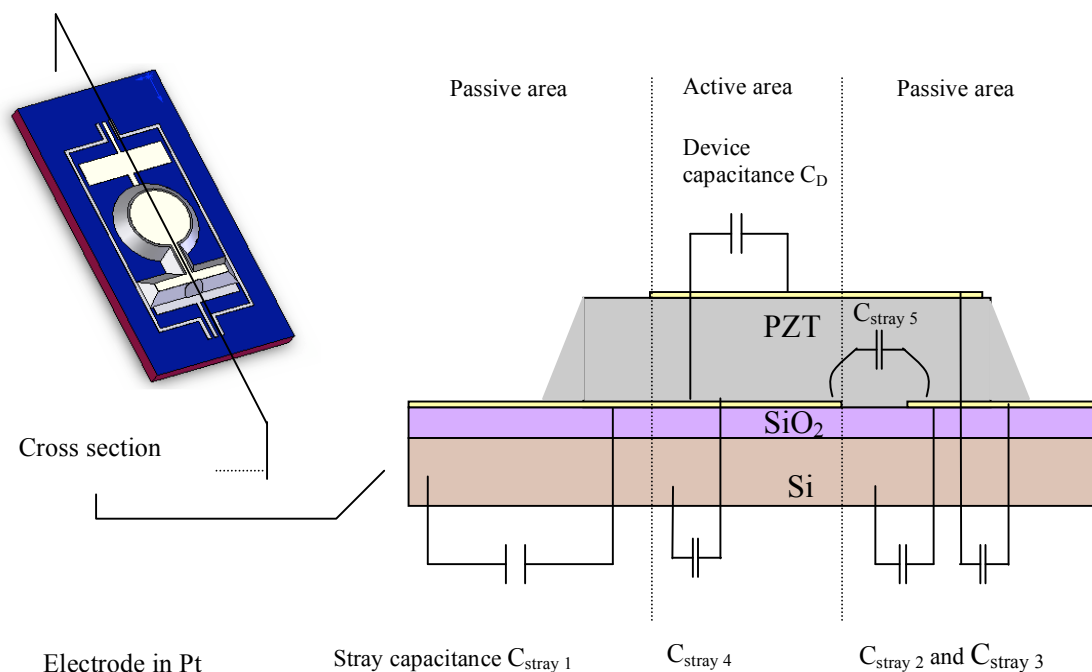 Passive area
Active area
Passive area
Device
capacitance C_D
PZT
C_stray 5
SiO₂
Cross section
Si
Electrode in Pt
Stray capacitance C_stray 1
C_stray 4
C_stray 2 and C_stray 3